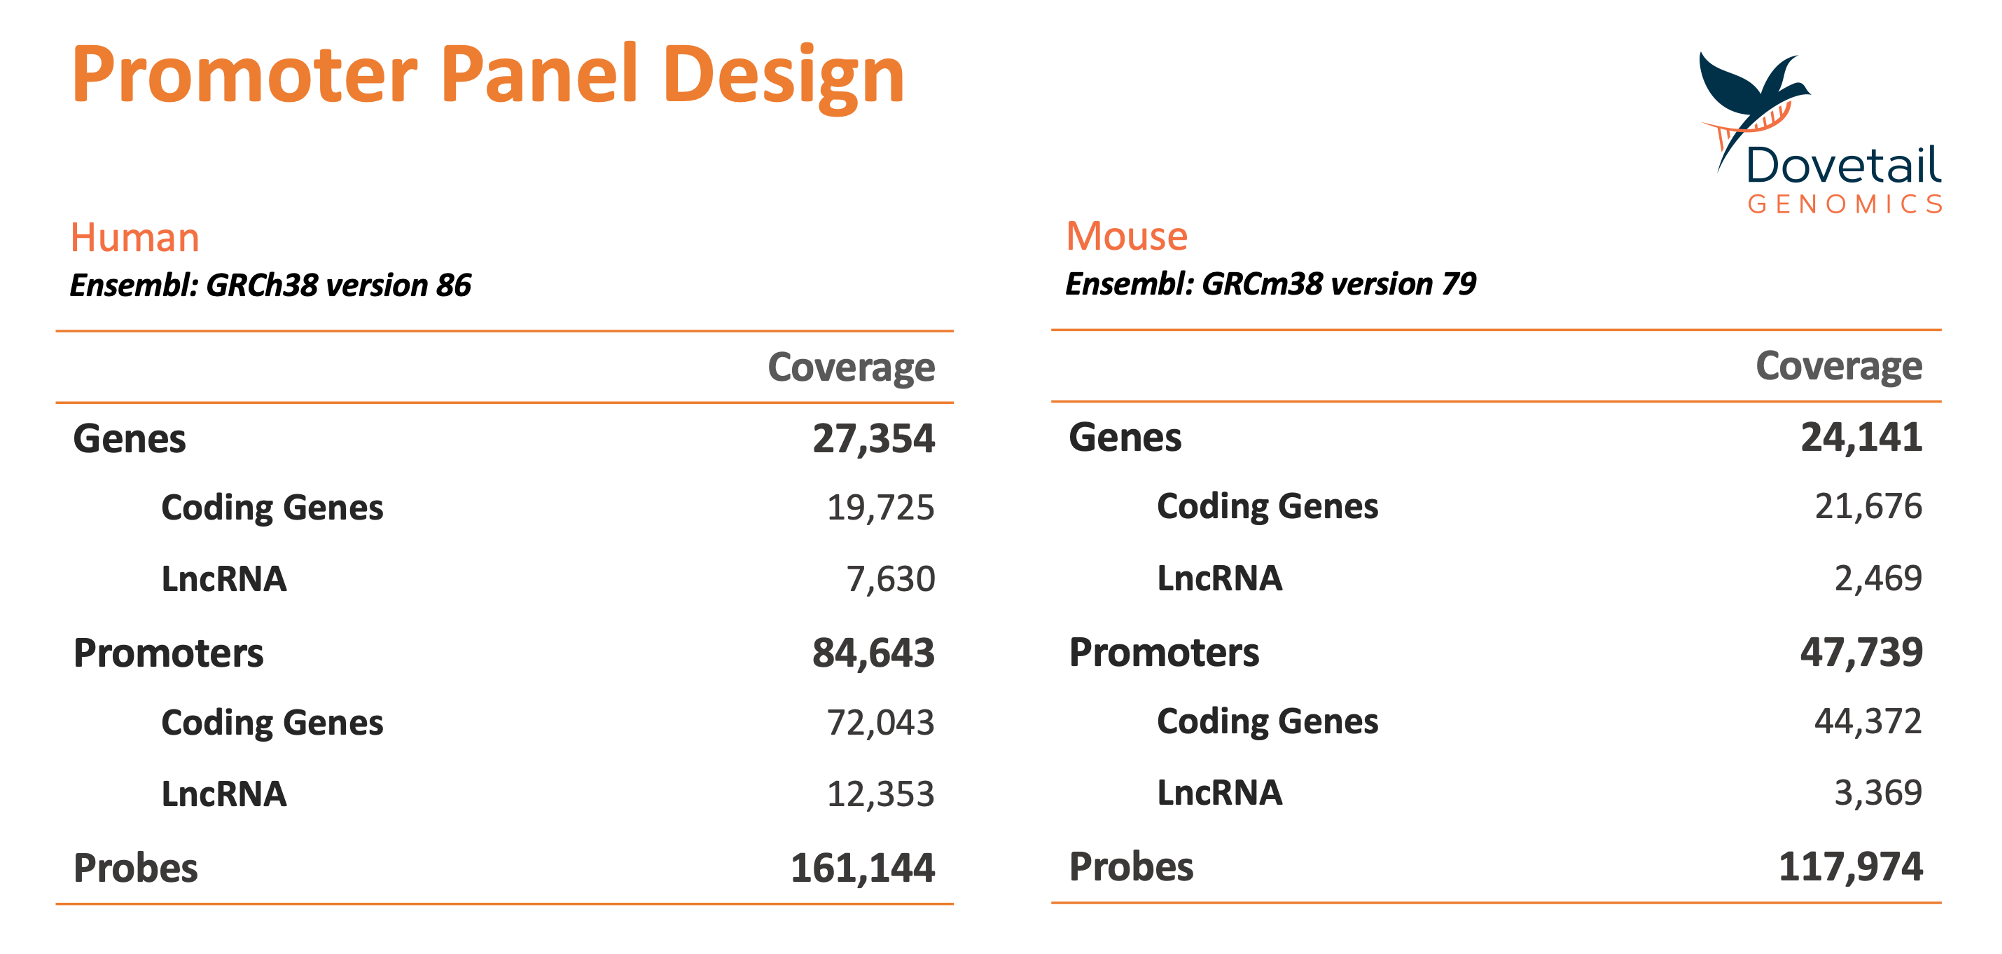 Promoter Panel Design
Dovetail
GENOMICS
Human
Ensembl: GRCh38 version 86
Coverage
Genes 27,354
Coding Genes 19,725
LncRNA 7,630
Promoters 84,643
Coding Genes 72,043
LncRNA 12,353
Probes 161,144
Mouse
Ensembl: GRCm38 version 79
Coverage
Genes 24,141
Coding Genes 21,676
LncRNA 2,469
Promoters 47,739
Coding Genes 44,372
LncRNA 3,369
Probes 117,974